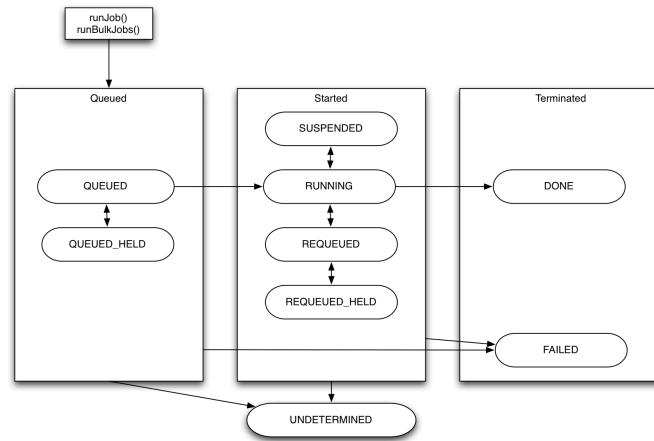 runJob()
runBulkJobs()
Queued
Started
Terminated
SUSPENDED
QUEUED
RUNNING
DONE
QUEUED_HELD
REQUEUED
REQUEUED_HELD
FAILED
UNDETERMINED